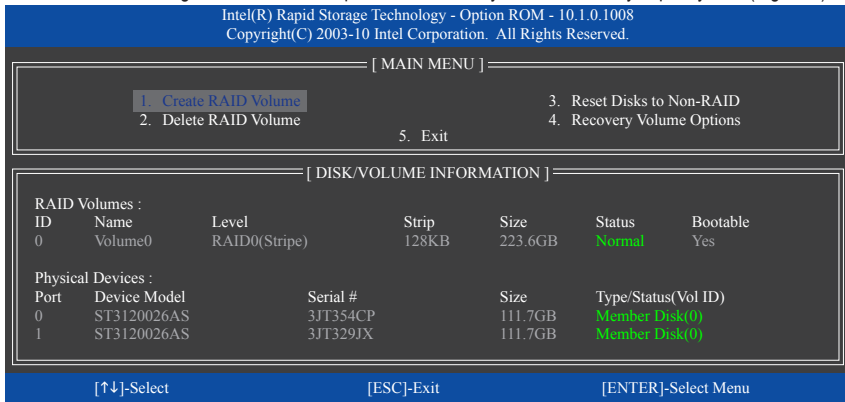 Intel(R) Rapid Storage Technology - Option ROM - 10.1.0.1008
Copyright(C) 2003-10 Intel Corporation. All Rights Reserved.
[ MAIN MENU ]
1. Create RAID Volume 3. Reset Disks to Non-RAID
2. Delete RAID Volume 4. Recovery Volume Options
5. Exit
[ DISK/VOLUME INFORMATION ]
RAID Volumes :
ID Name Level Strip Size Status Bootable
0 Volume0 RAID0(Stripe) 128KB 223.6GB Normal Yes
Physical Devices :
Port Device Model Serial # Size Type/Status(Vol ID)
0 ST3120026AS 3JT354CP 111.7GB Member Disk(0)
1 ST3120026AS 3JT329JX 111.7GB Member Disk(0)
[↑↓]-Select [ESC]-Exit [ENTER]-Select Menu